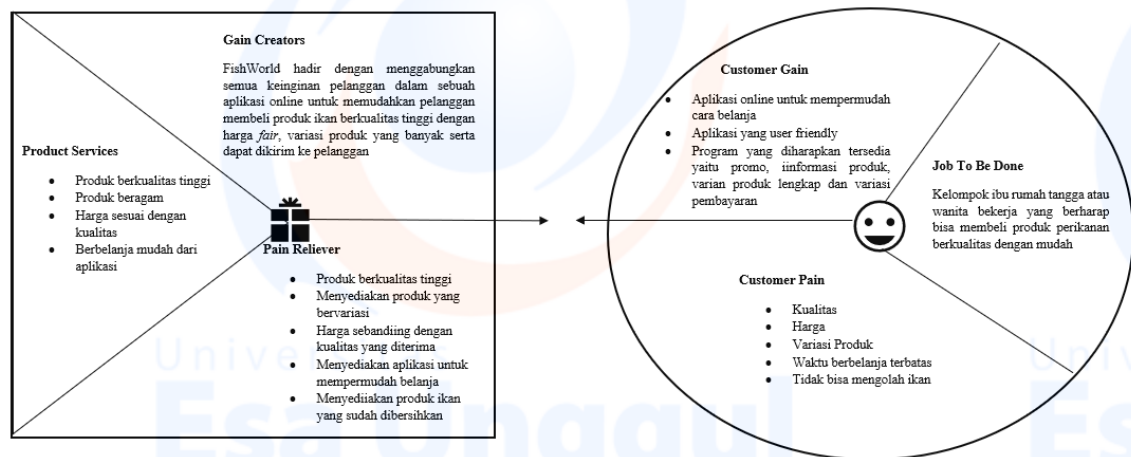 Gain Creators
FishWorld hadir dengan menggabungkan
semua keinginan pelanggan dalam sebuah
aplikasi online untuk memudahkan pelanggan
membeli produk ikan berkualitas tinggi dengan
harga fair, variasi produk yang banyak serta
dapat dikirim ke pelanggan
Product Services
• Produk berkualitas tinggi
• Produk beragam
• Harga sesuai dengan
kualitas
• Berbelanja mudah dari
aplikasi
Pain Reliever
• Produk berkualitas tinggi
• Menyediakan produk yang
bervariasi
• Harga sebandiing dengan
kualitas yang diterima
• Menyediakan aplikasi untuk
mempermudah belanja
• Menyediiakan produk ikan
yang sudah dibersihkan
Customer Gain
• Aplikasi online untuk mempermudah
cara belanja
• Aplikasi yang user friendly
• Program yang diharapkan tersedia
yaitu promo, iinformasi produk,
varian produk lengkap dan variasi
pembayaran
Job To Be Done
Kelompok ibu rumah tangga atau
wanita bekerja yang berharap
bisa membeli produk perikanan
berkualitas dengan mudah
Customer Pain
• Kualitas
• Harga
• Variasi Produk
• Waktu berbelanja terbatas
• Tidak bisa mengolah ikan
Universitas
Esa Unggul
Univ
Es